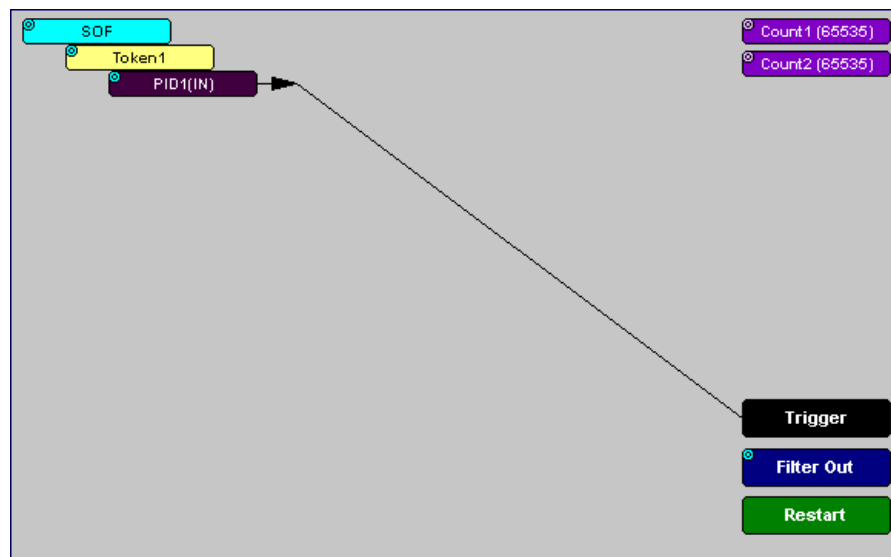 SOF
Token1
PID1(IN)
Count1 (65535)
Count2 (65535)
Trigger
Filter Out
Restart